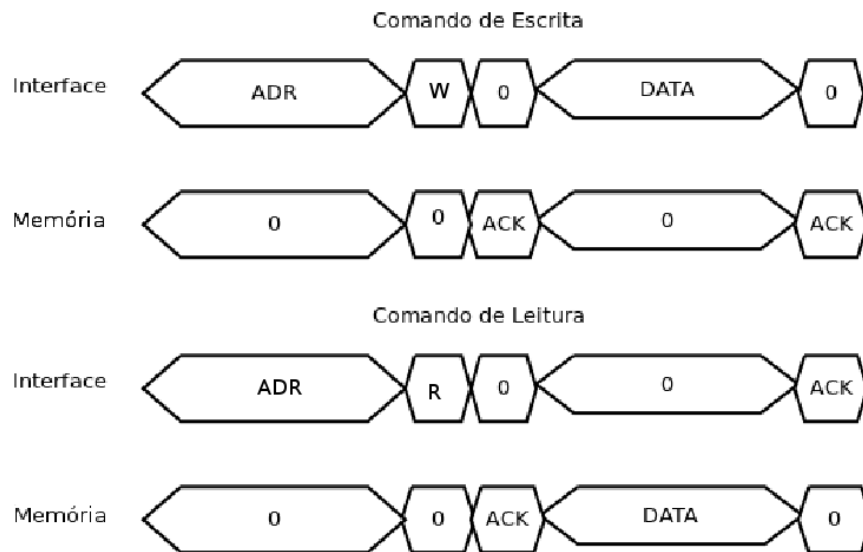 Comando de Escrita
Interface ADR W 0 DATA 0
Memória 0 0 ACK 0 ACK
Comando de Leitura
Interface ADR R 0 0 ACK
Memória 0 0 ACK DATA 0